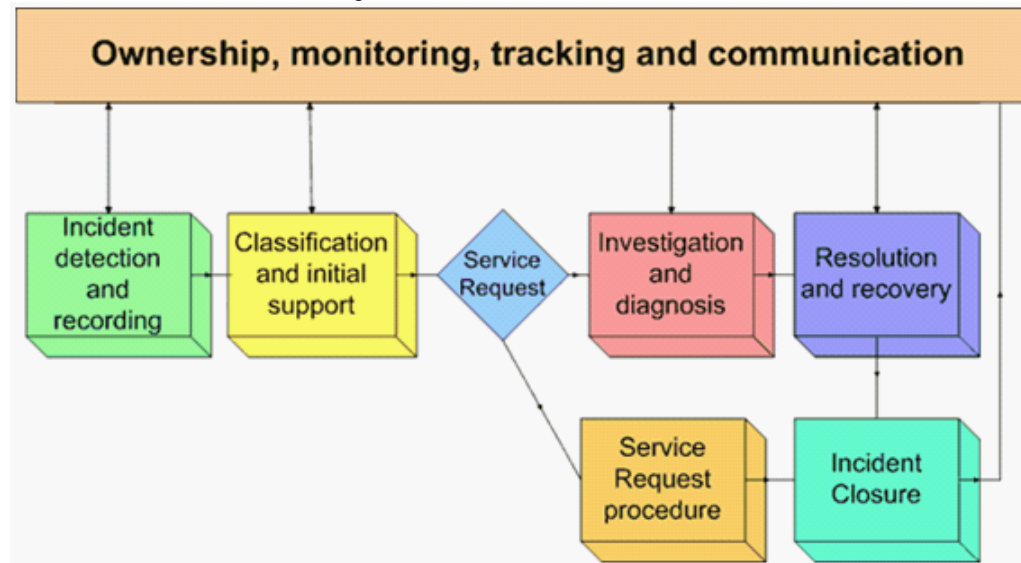 Ownership, monitoring, tracking and communication
Incident
detection
and
recording
Classification
and initial
support
Service
Request
Investigation
and
diagnosis
Resolution
and recovery
Service
Request
procedure
Incident
Closure